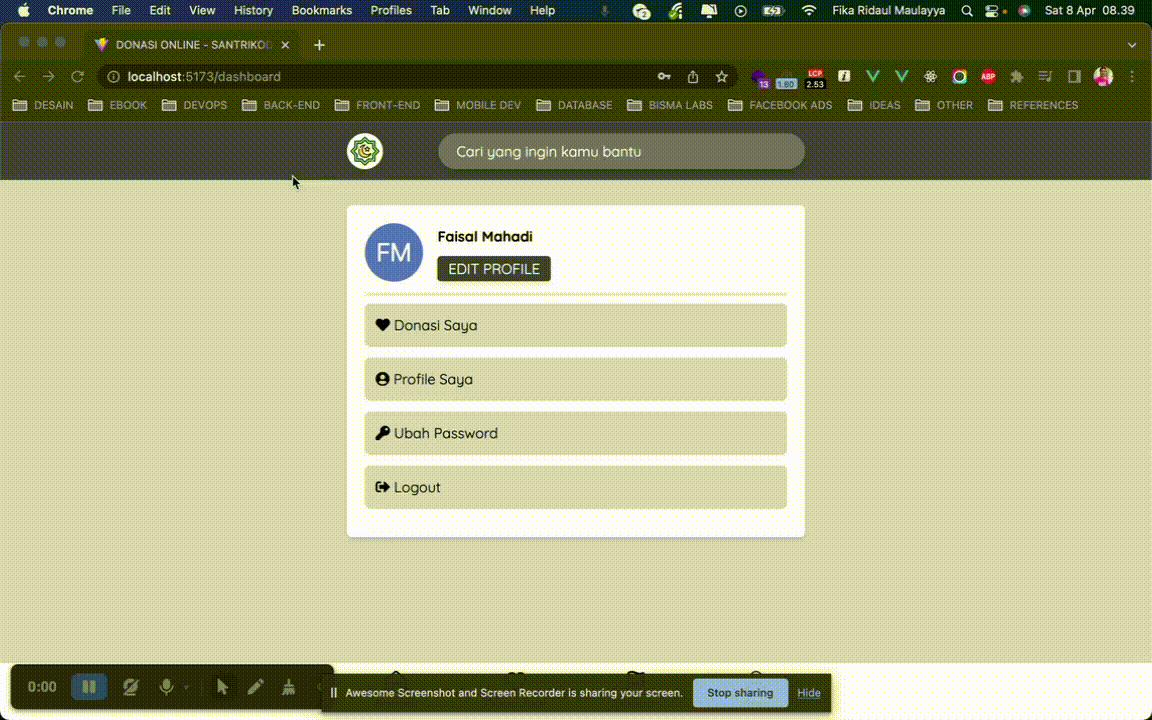 Chrome File Edit View History Bookmarks Profiles Tab Window Help 2 Fika Ridaul Maulayya Sat 8 Apr 08.39
DONASI ONLINE - SANTRIKOD
localhost:5173/dashboard 13 1.80 LCP 2.53 ABP
DESAIN EBOOK DEVOPS BACK-END FRONT-END MOBILE DEV DATABASE BISMA LABS FACEBOOK ADS IDEAS OTHER REFERENCES
Cari yang ingin kamu bantu
FM
Faisal Mahadi
EDIT PROFILE
Donasi Saya
Profile Saya
Ubah Password
Logout
0:00
Awesome Screenshot and Screen Recorder is sharing your screen. Stop sharing Hide